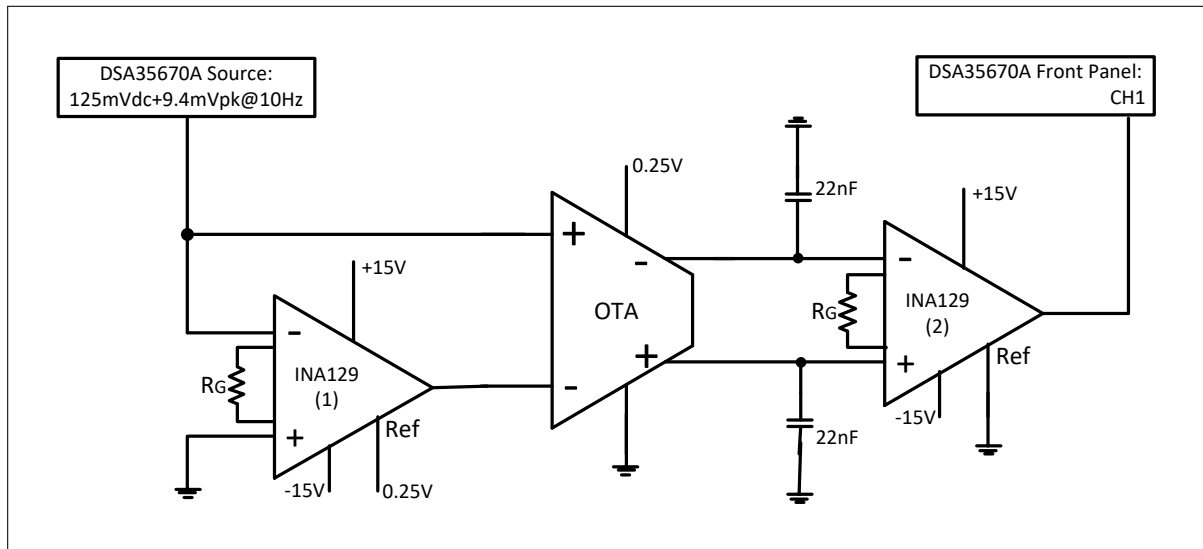 DSA35670A Source:
125mVdc+9.4mVpk@10Hz
DSA35670A Front Panel:
CH1
0.25V
22nF
+15V
+
-
-
+15V
OTA
RG
INA129
(2)
-
RG
INA129
(1)
+
-
+
Ref
+
Ref
-15V
22nF
-15V
0.25V